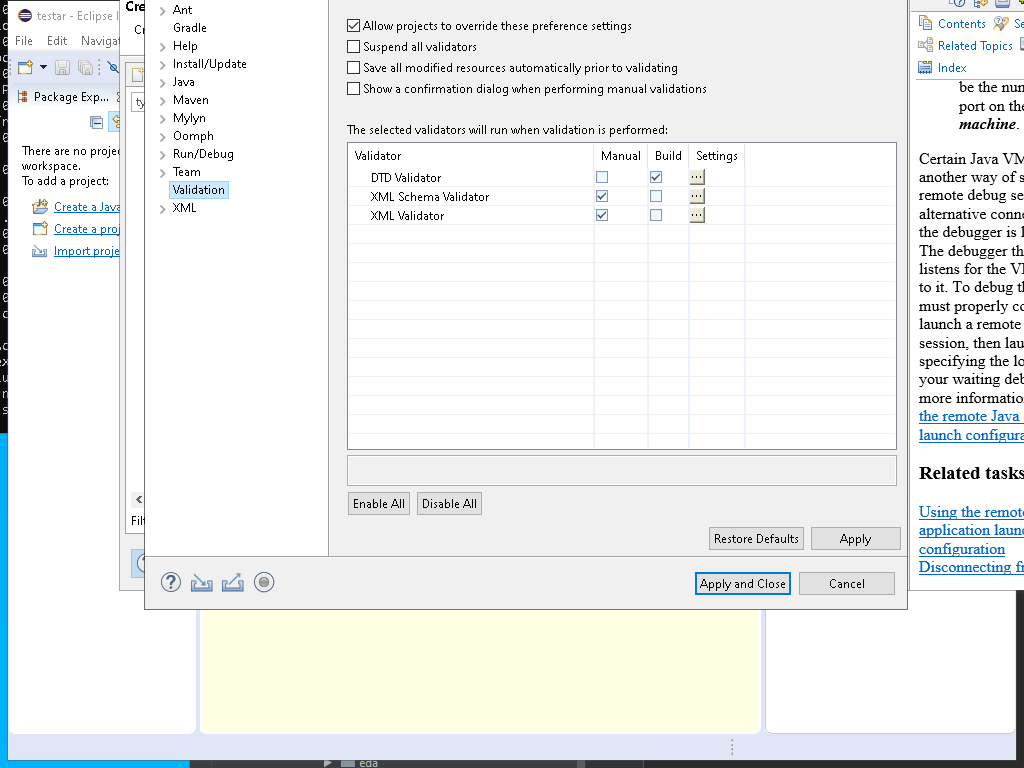 testar - Eclipse I
File Edit Navigat
Package Exp...
There are no proje
workspace.
To add a project:
Create a Java
Create a proj
Import proje
Cre
Cr
ty
Filt
Ant
Gradle
Help
Install/Update
Java
Maven
Mylyn
Oomph
Run/Debug
Team
Validation
XML
Allow projects to override these preference settings
Suspend all validators
Save all modified resources automatically prior to validating
Show a confirmation dialog when performing manual validations
The selected validators will run when validation is performed:
Validator Manual Build Settings
DTD Validator ...
XML Schema Validator ...
XML Validator ...
Enable All Disable All
Restore Defaults Apply
Apply and Close Cancel
Contents Se
Related Topics
Index
be the num
port on the
machine.
Certain Java VM
another way of s
remote debug se
alternative conne
the debugger is l
The debugger th
listens for the VM
to it. To debug th
must properly co
launch a remote
session, then lau
specifying the lo
your waiting deb
more information
the remote Java
launch configura
Related tasks
Using the remote
application laun
configuration
Disconnecting fr
eda